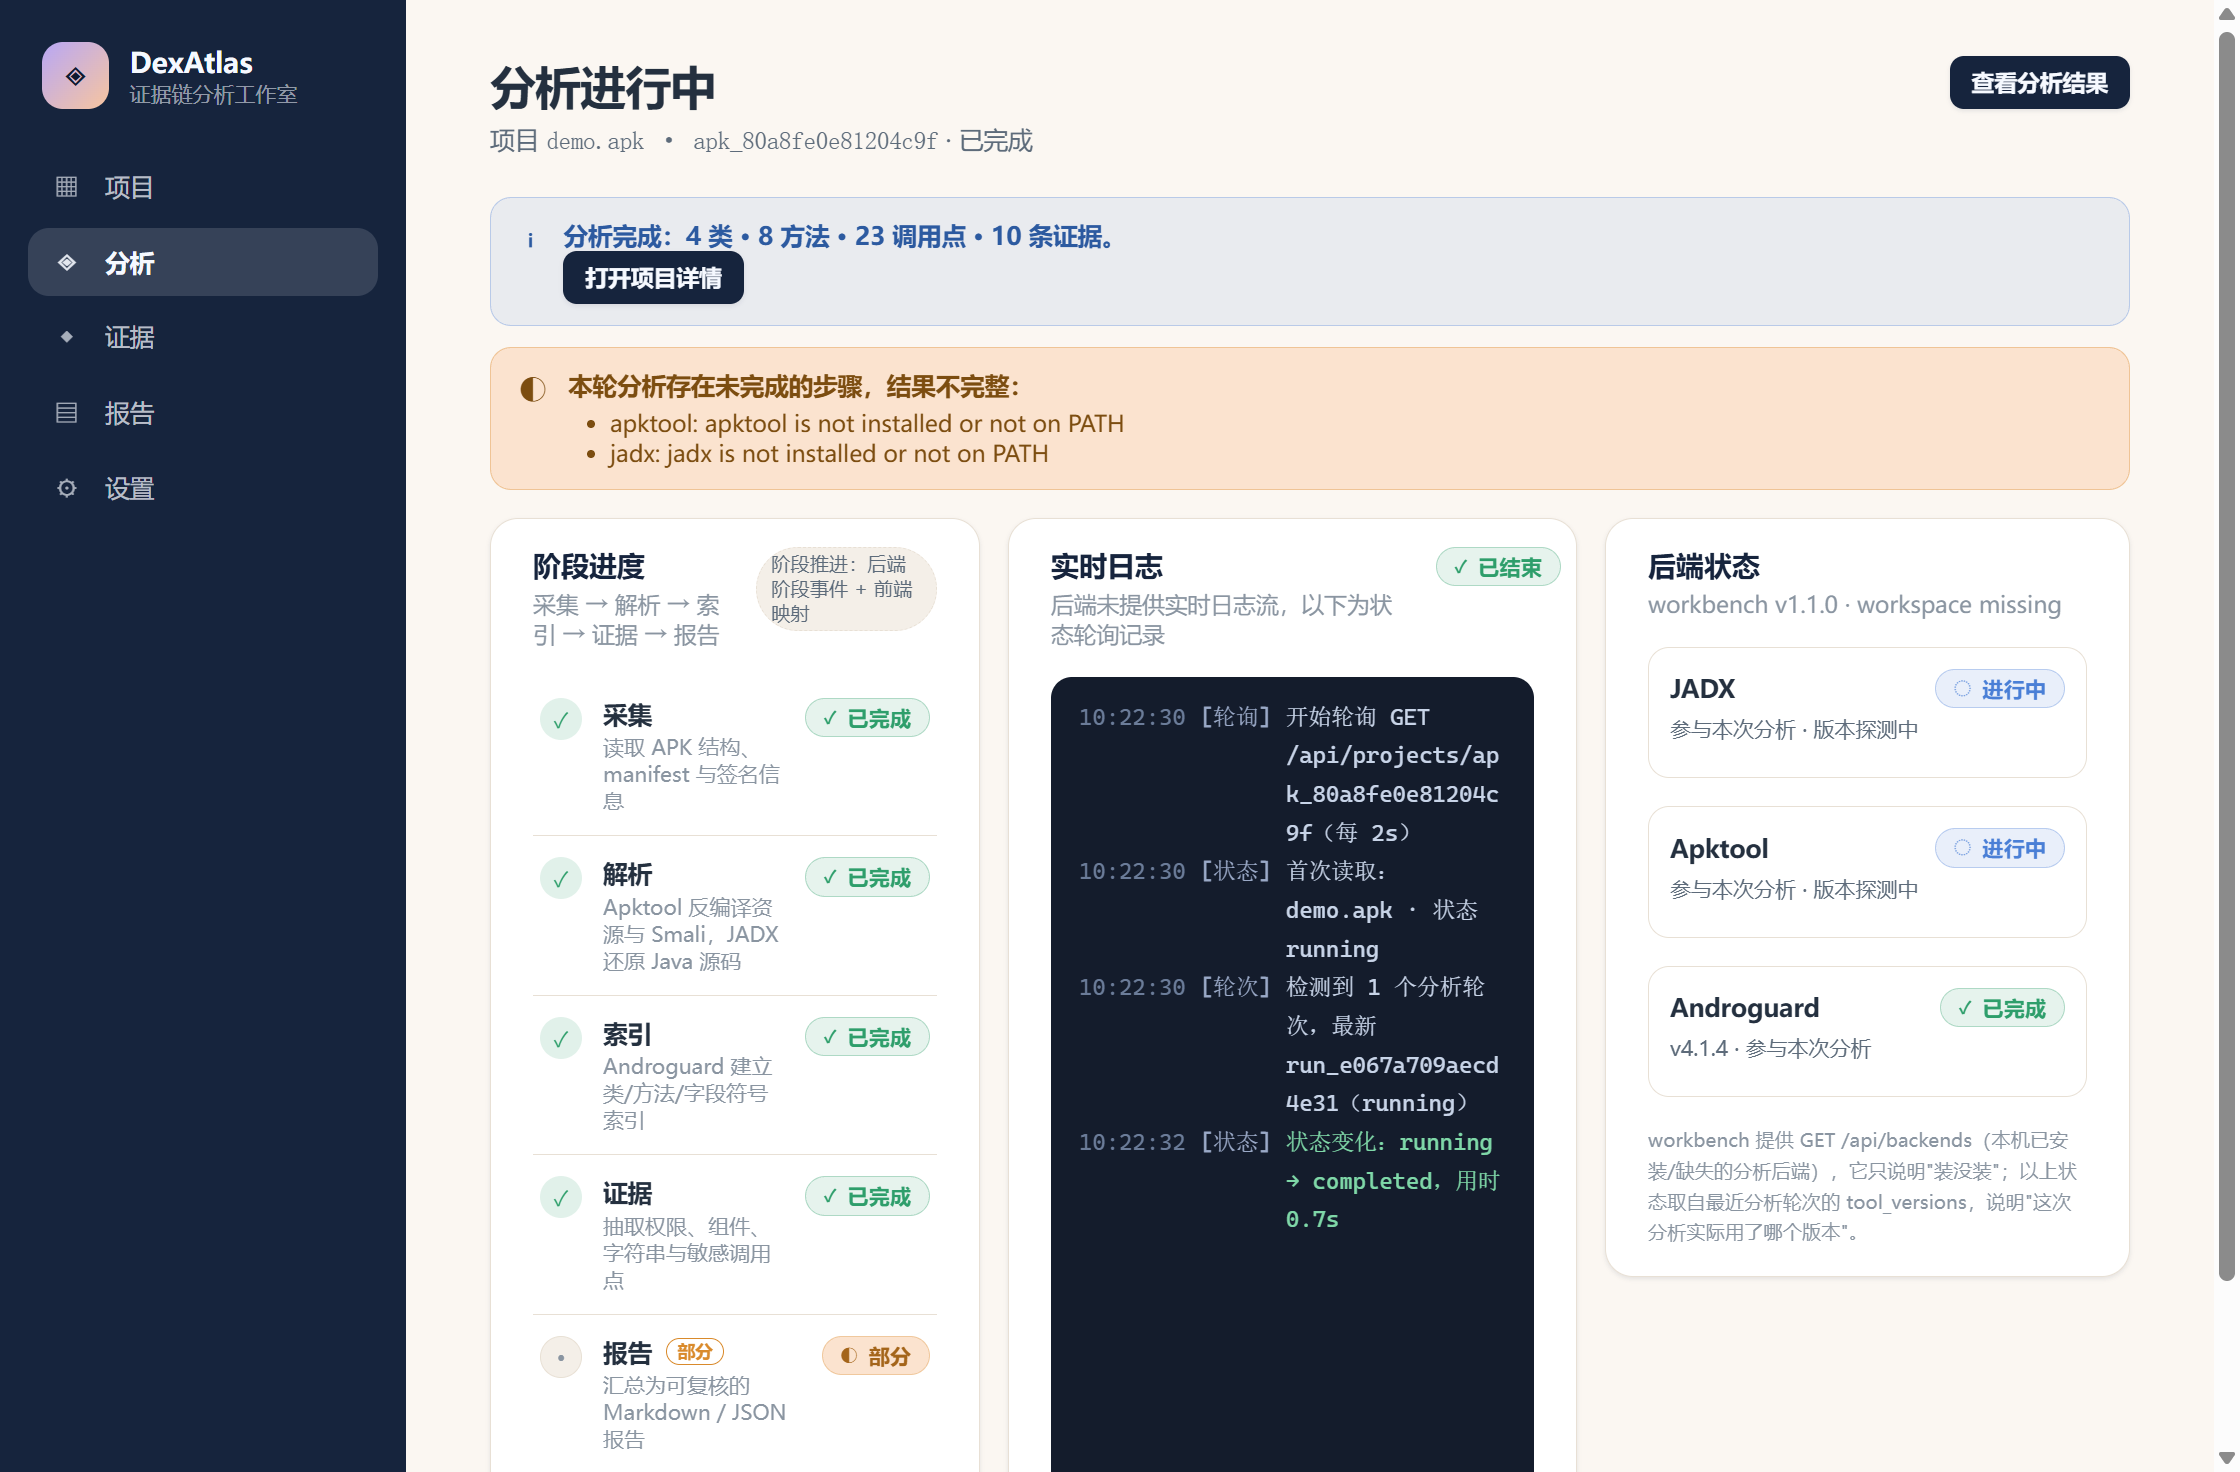 DexAtlas
证据链分析工作室
项目
分析
证据
报告
设置
分析进行中
查看分析结果
项目 demo.apk • apk_80a8fe0e81204c9f · 已完成
分析完成：4 类 • 8 方法 • 23 调用点 • 10 条证据。
打开项目详情
本轮分析存在未完成的步骤，结果不完整：
• apktool: apktool is not installed or not on PATH
• jadx: jadx is not installed or not on PATH
阶段进度
采集 → 解析 → 索
引 → 证据 → 报告
阶段推进：后端
阶段事件 + 前端
映射
采集
✓ 已完成
读取 APK 结构、
manifest 与签名信
息
解析
✓ 已完成
Apktool 反编译资
源与 Smali，JADX
还原 Java 源码
索引
✓ 已完成
Androguard 建立
类/方法/字段符号
索引
证据
✓ 已完成
抽取权限、组件、
字符串与敏感调用
点
报告 部分
部分
汇总为可复核的
Markdown / JSON
报告
实时日志
✓ 已结束
后端未提供实时日志流，以下为状
态轮询记录
10:22:30 [轮询] 开始轮询 GET
/api/projects/ap
k_80a8fe0e81204c
9f（每 2s）
10:22:30 [状态] 首次读取：
demo.apk · 状态
running
10:22:30 [轮次] 检测到 1 个分析轮
次，最新
run_e067a709aecd
4e31（running）
10:22:32 [状态] 状态变化：running
→ completed，用时
0.7s
后端状态
workbench v1.1.0 · workspace missing
JADX
进行中
参与本次分析 · 版本探测中
Apktool
进行中
参与本次分析 · 版本探测中
Androguard
✓ 已完成
v4.1.4 · 参与本次分析
workbench 提供 GET /api/backends（本机已安
装/缺失的分析后端），它只说明"装没装"；以上状
态取自最近分析轮次的 tool_versions，说明"这次
分析实际用了哪个版本"。